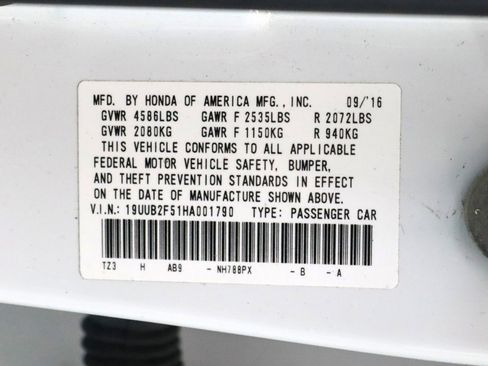 MFD. BY HONDA OF AMERICA MFG., INC. 09/'16
GVWR 4586LBS GAWR F 2535LBS R 2072LBS
GVWR 2080KG GAWR F 1150KG R 940KG
THIS VEHICLE CONFORMS TO ALL APPLICABLE
FEDERAL MOTOR VEHICLE SAFETY, BUMPER,
AND THEFT PREVENTION STANDARDS IN EFFECT
ON THE DATE OF MANUFACTURE SHOWN ABOVE.
V.I.N.: 19UUB2F51HA001790 TYPE: PASSENGER CAR
TZ3 H AB9 - NH788PX - B - A